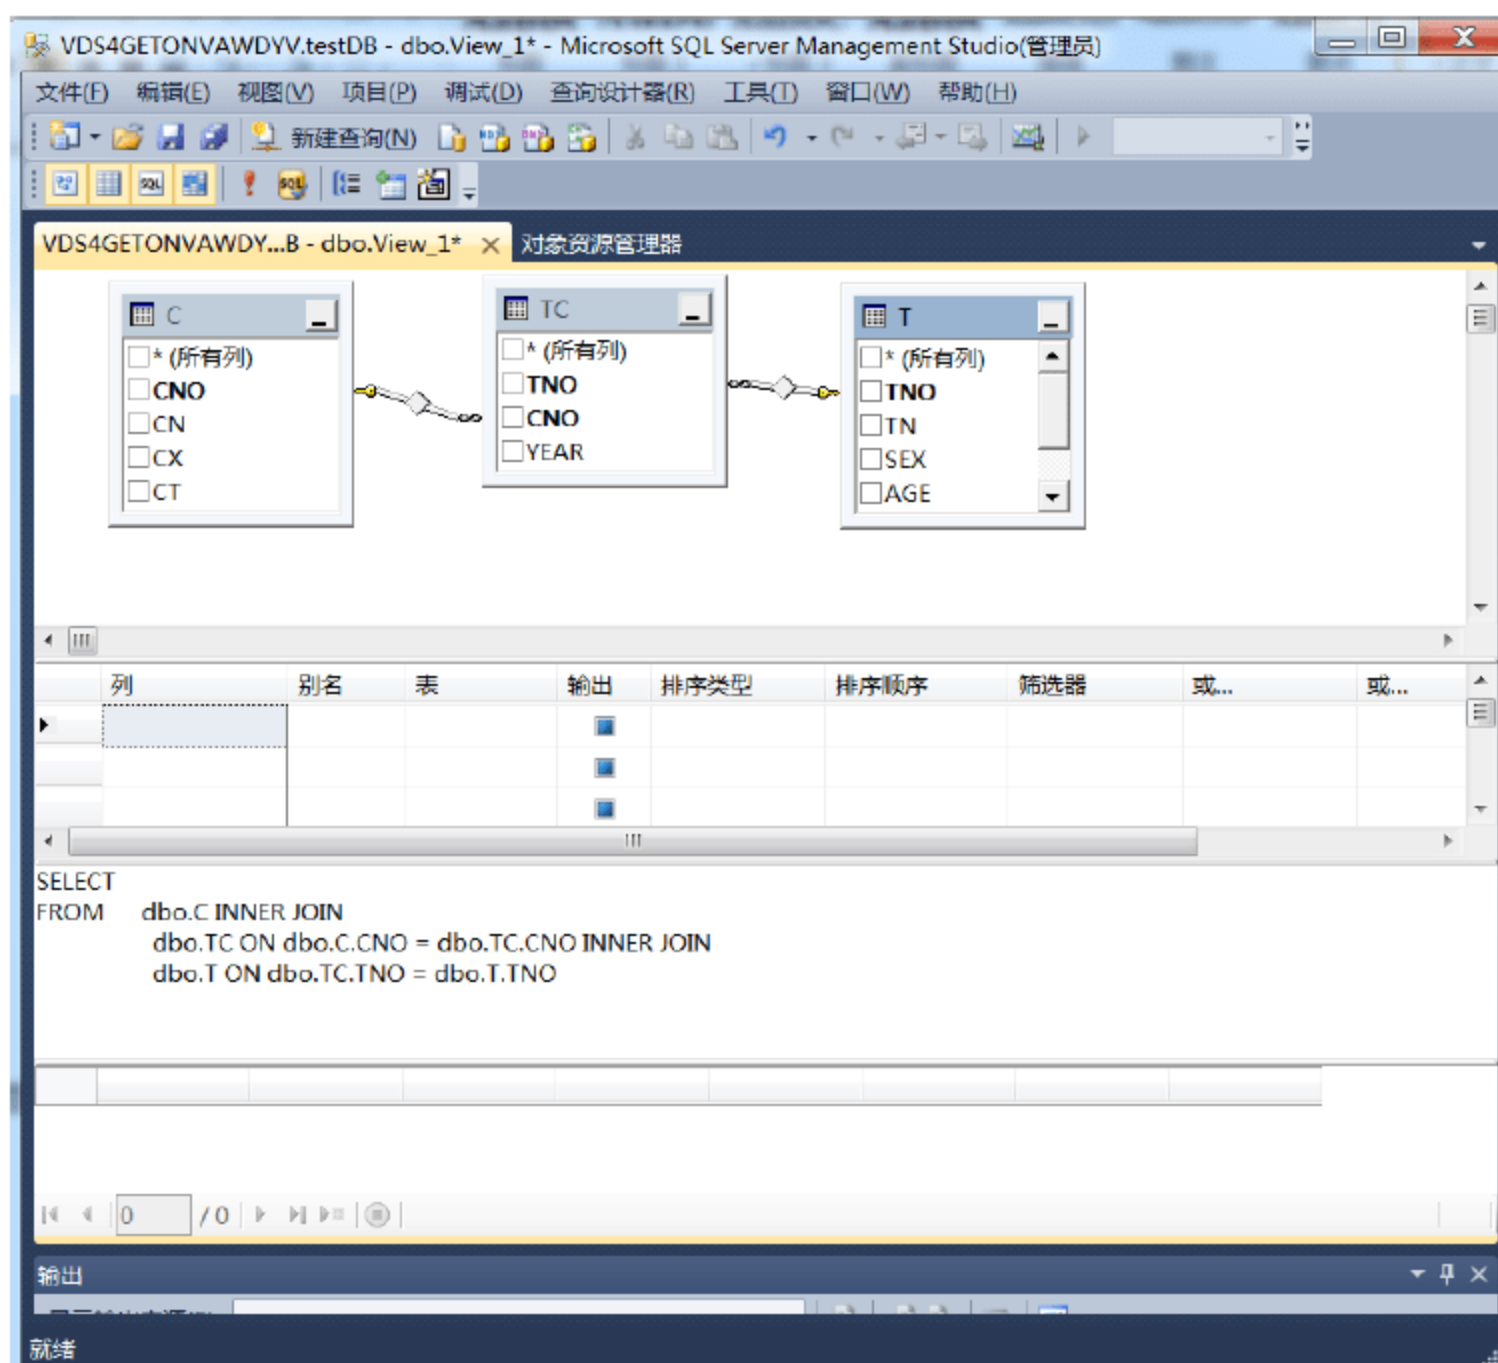 VDS4GETONVAWDYV.testDB - dbo.View_1* - Microsoft SQL Server Management Studio(管理员)
文件(F) 编辑(E) 视图(V) 项目(P) 调试(D) 查询设计器(R) 工具(T) 窗口(W) 帮助(H)
新建查询(N)
VDS4GETONVAWDY...B - dbo.View_1* 对象资源管理器
C
* (所有列)
CNO
CN
CX
CT
TC
* (所有列)
TNO
CNO
YEAR
T
* (所有列)
TNO
TN
SEX
AGE
列 别名 表 输出 排序类型 排序顺序 筛选器 或... 或...
SELECT
FROM dbo.C INNER JOIN
dbo.TC ON dbo.C.CNO = dbo.TC.CNO INNER JOIN
dbo.T ON dbo.TC.TNO = dbo.T.TNO
0 / 0
输出
就绪